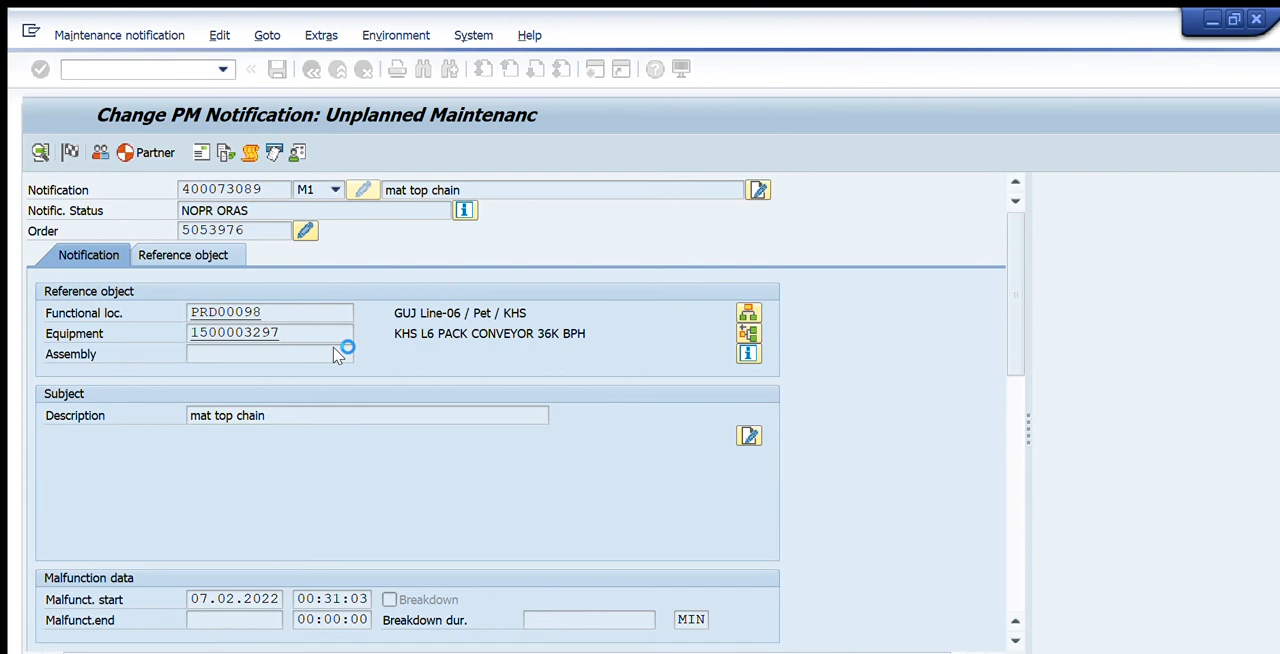 Maintenance notification Edit Goto Extras Environment System Help
Change PM Notification: Unplanned Maintenanc
Partner
Notification 400073089 M1 mat top chain
Notific. Status NOPR ORAS
Order 5053976
Notification Reference object
Reference object
Functional loc. PRD00098 GUJ Line-06 / Pet / KHS
Equipment 1500003297 KHS L6 PACK CONVEYOR 36K BPH
Assembly
Subject
Description mat top chain
Malfunction data
Malfunct. start 07.02.2022 00:31:03 Breakdown
Malfunct.end 00:00:00 Breakdown dur. MIN